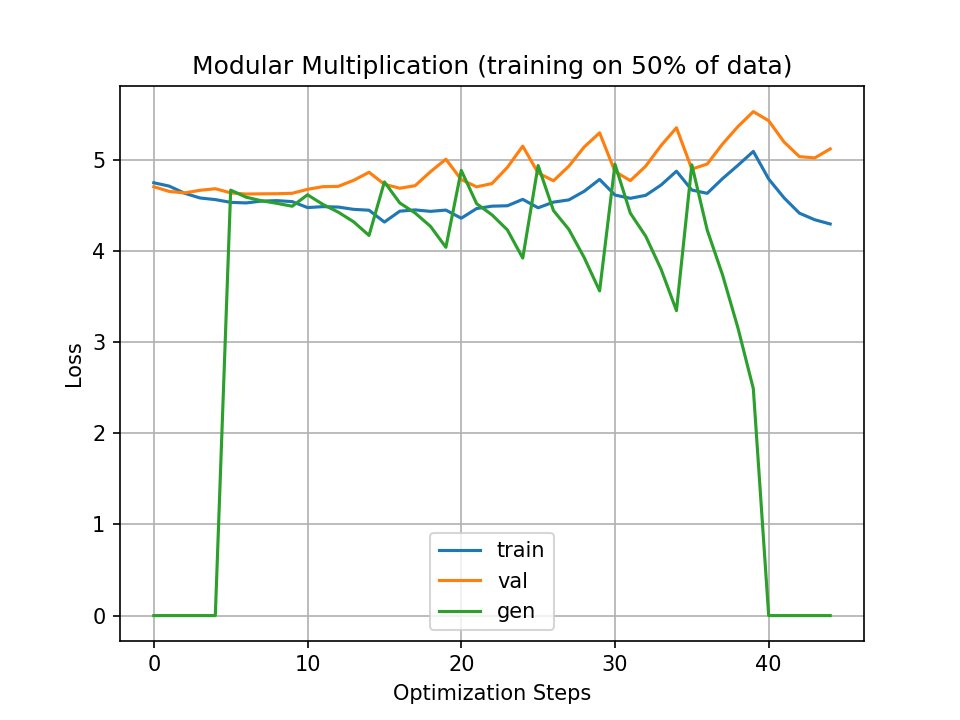 Modular Multiplication (training on 50% of data)
Loss
5
4
3
2
1
0
train
val
gen
0 10 20 30 40
Optimization Steps